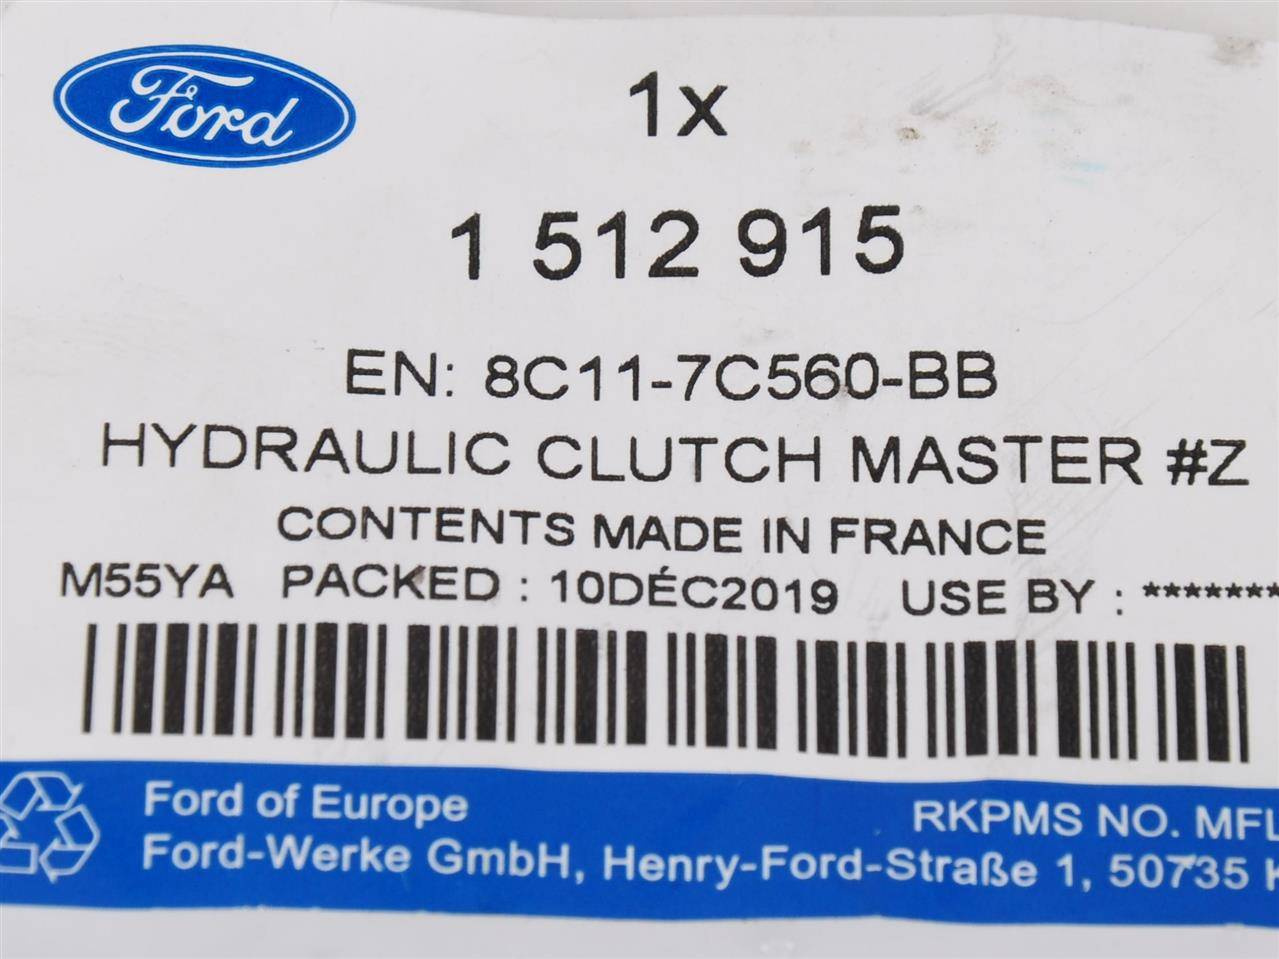 Ford
1x
1 512 915
EN: 8C11-7C560-BB
HYDRAULIC CLUTCH MASTER #Z
CONTENTS MADE IN FRANCE
M55YA PACKED : 10DÉC2019 USE BY : *******
Ford of Europe
RKPMS NO. MFL
Ford-Werke GmbH, Henry-Ford-Straße 1, 50735 K